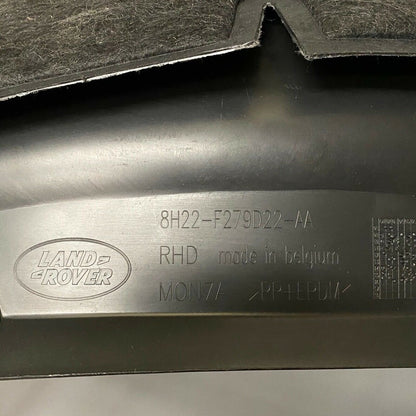 8H22-F279D22-AA
LAND
ROVER
RHD made in belgium
MONZA >PP+EPDM<